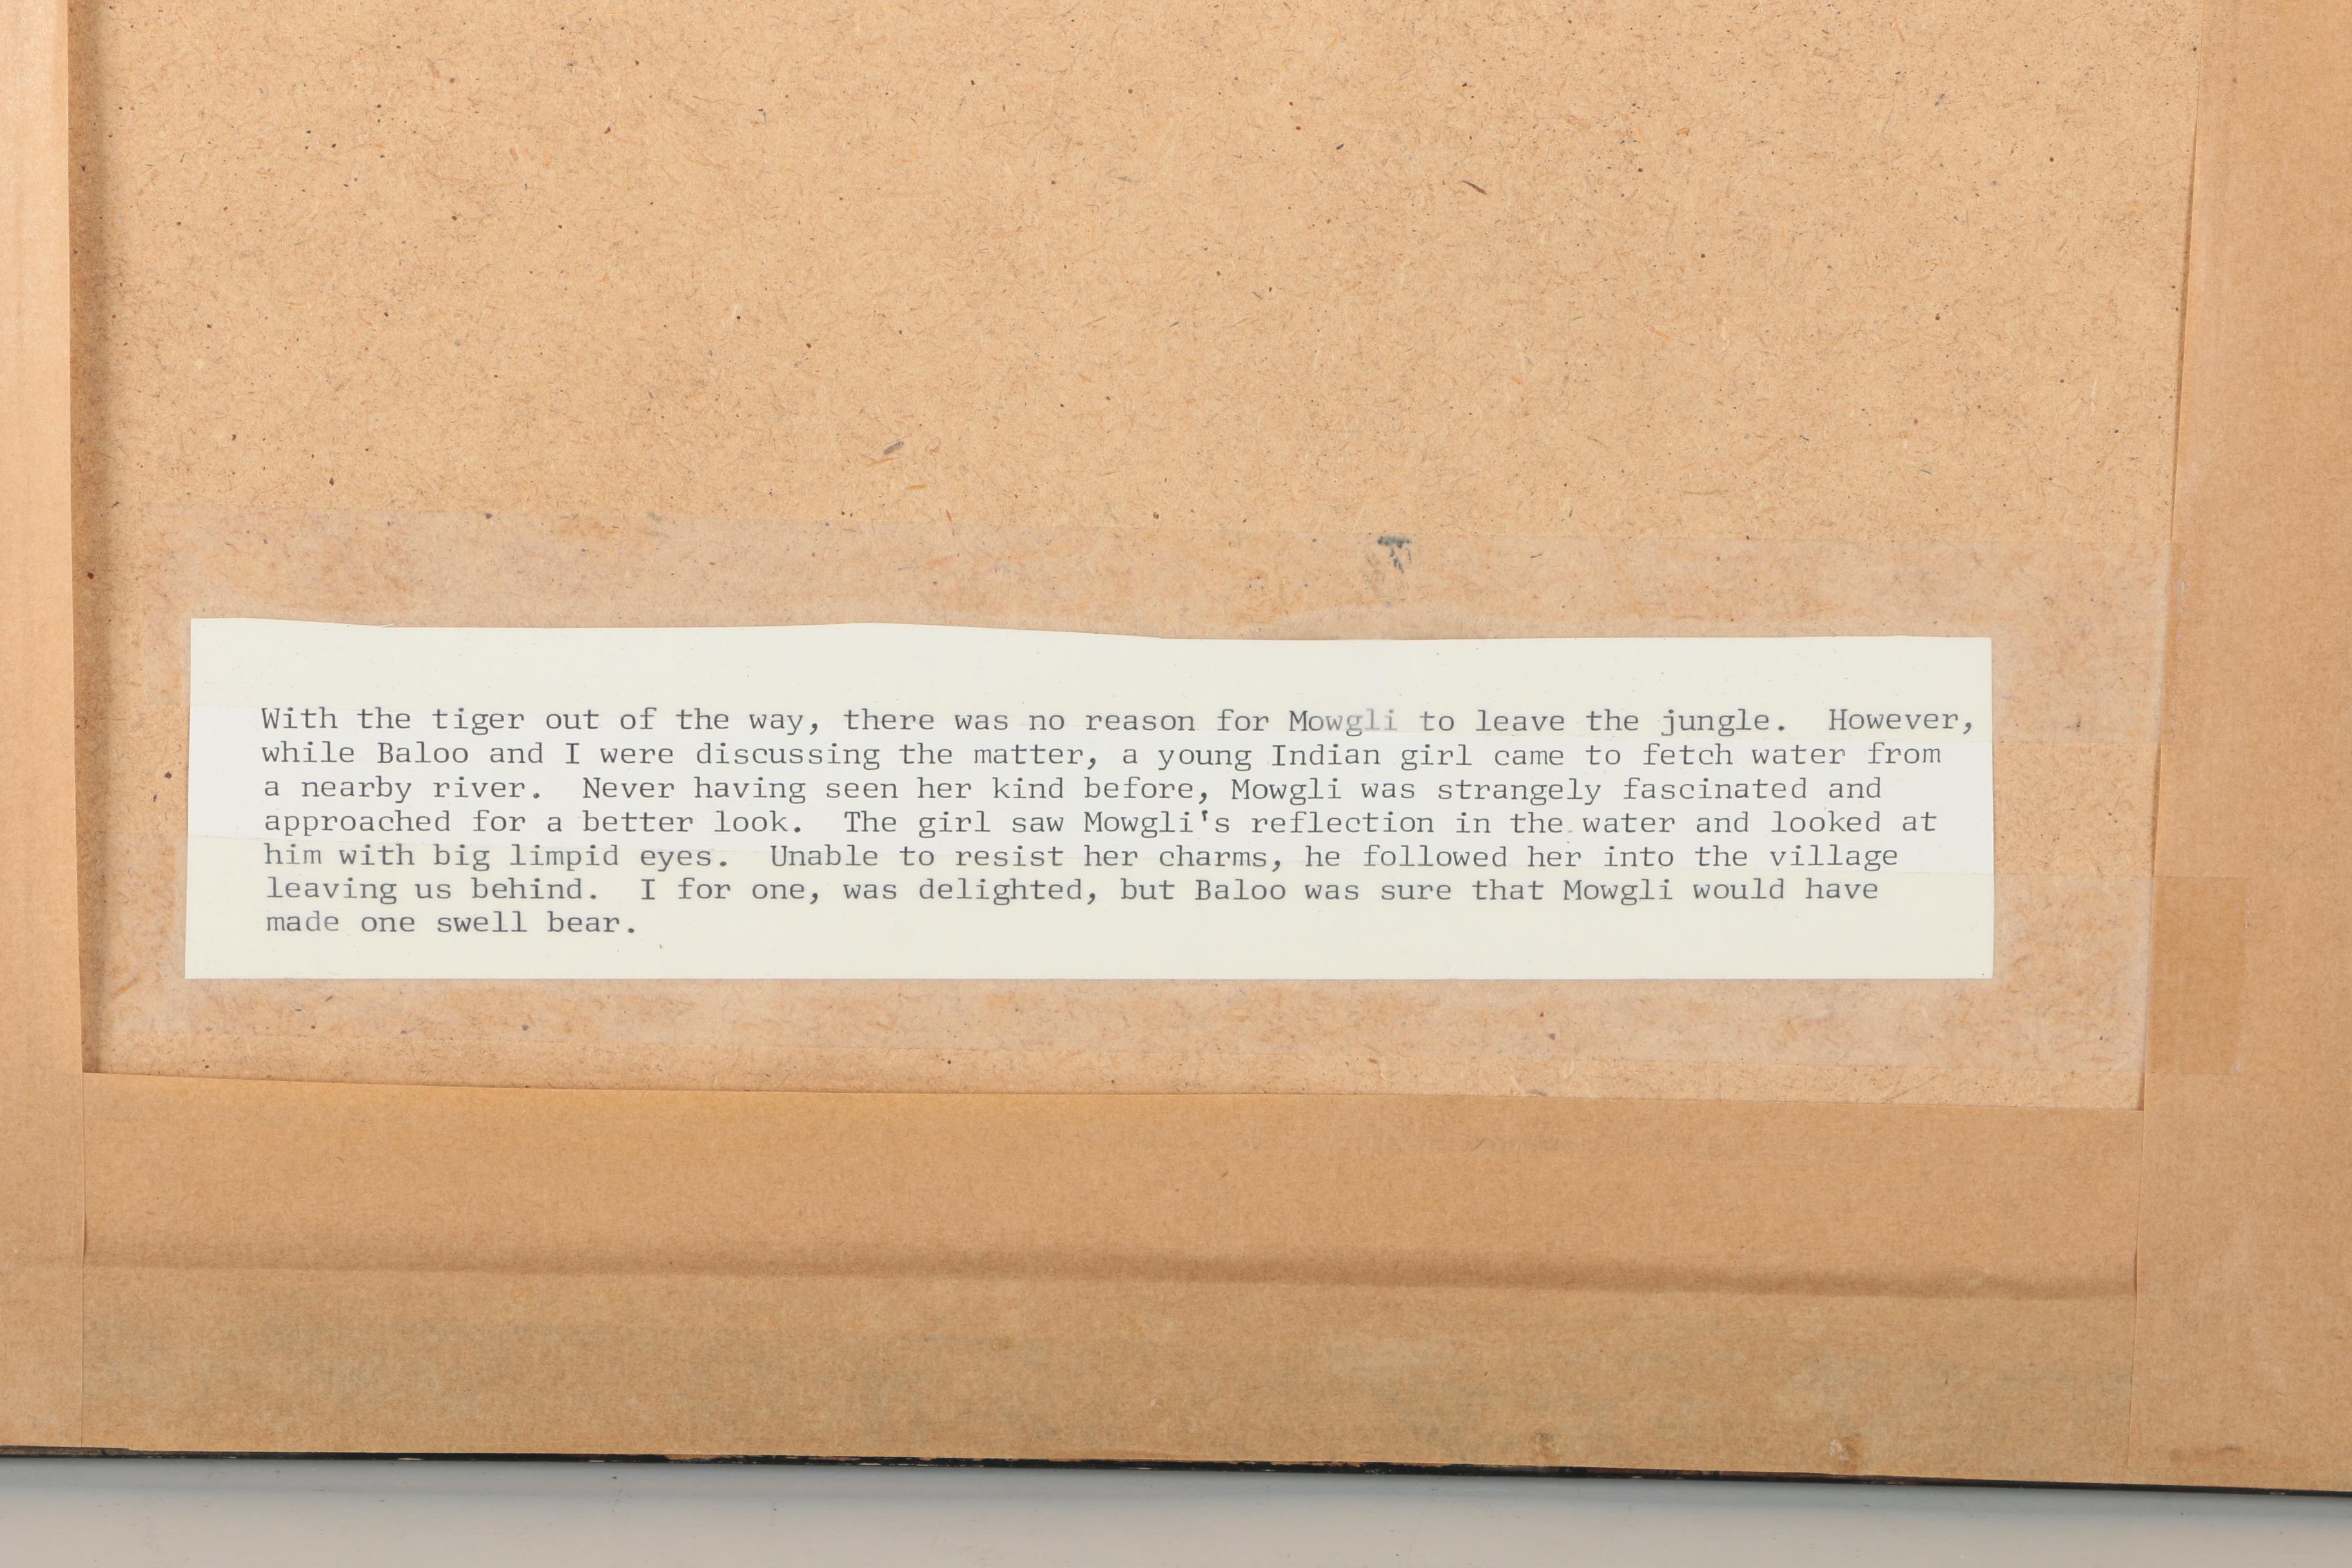 With the tiger out of the way, there was no reason for Mowgli to leave the jungle.  However,
while Baloo and I were discussing the matter, a young Indian girl came to fetch water from
a nearby river.  Never having seen her kind before, Mowgli was strangely fascinated and
approached for a better look.  The girl saw Mowgli's reflection in the water and looked at
him with big limpid eyes.  Unable to resist her charms, he followed her into the village
leaving us behind.  I for one, was delighted, but Baloo was sure that Mowgli would have
made one swell bear.